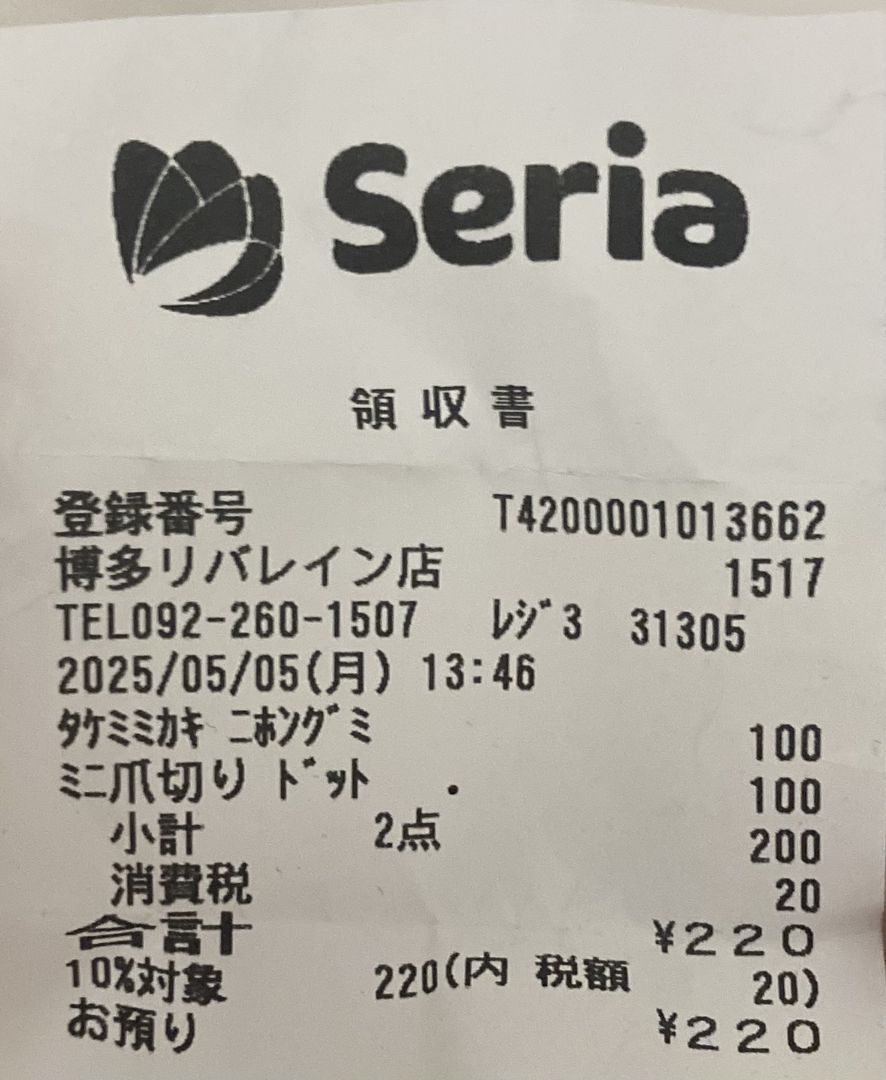 Seria
領収書
登録番号 T4200001013662
博多リバレイン店 1517
TEL092-260-1507 ﾚｼﾞ3 31305
2025/05/05(月) 13:46
ﾀｹﾐﾐｶｷ ﾆﾎﾝｸﾞﾐ 100
ﾐﾆ爪切り ﾄﾞｯﾄ . 100
小計 2点 200
消費税 20
合計 ¥220
10%対象 220(内 税額 20)
お預り ¥220